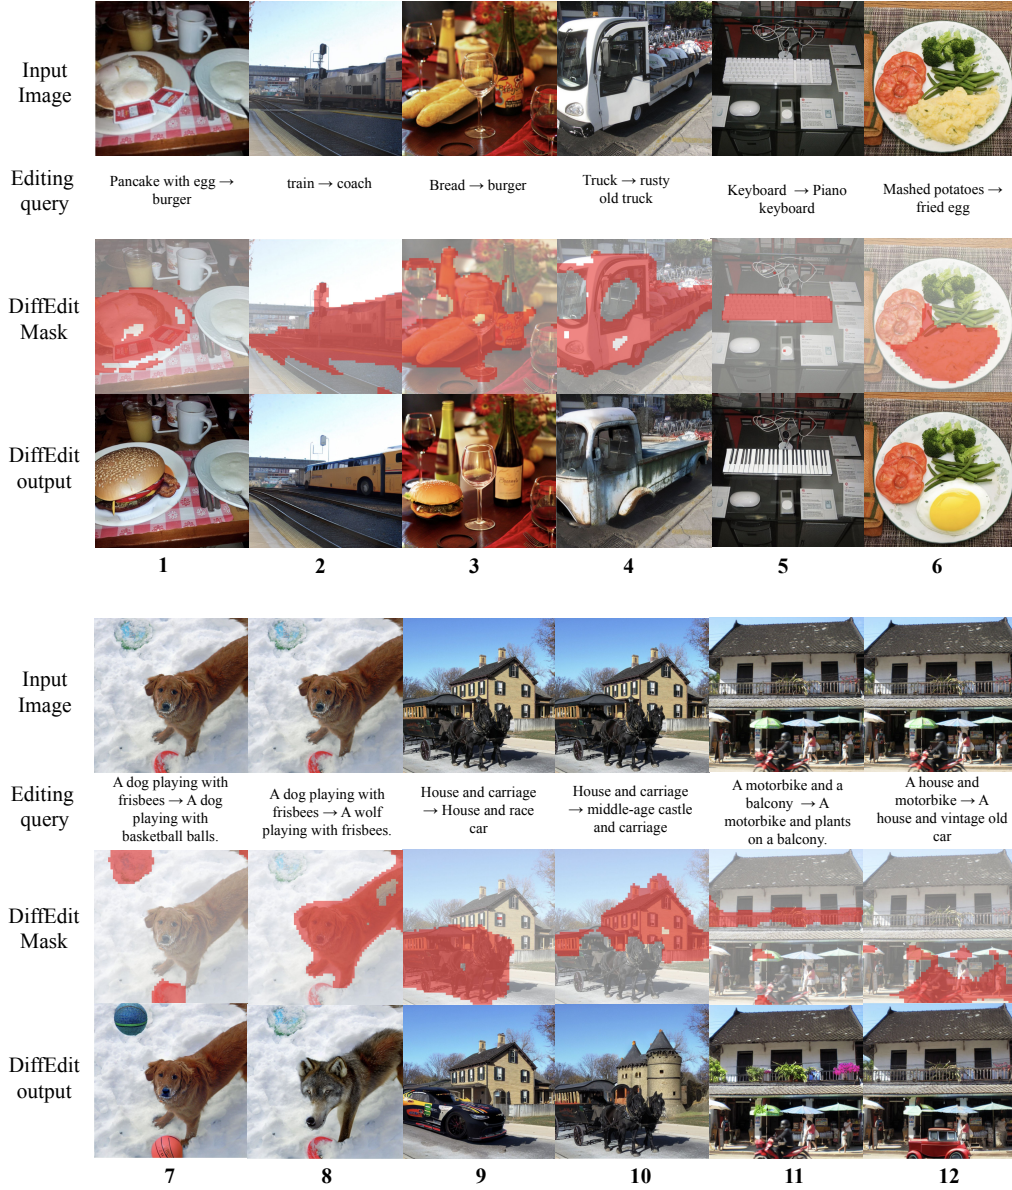 Input
Image
Editing
query
Pancake with egg →
burger
train → coach
Bread → burger
Truck → rusty
old truck
Keyboard → Piano
keyboard
Mashed potatoes →
fried egg
DiffEdit
Mask
DiffEdit
output
1
2
3
4
5
6
Input
Image
Editing
query
A dog playing with
frisbees → A dog
playing with
basketball balls.
A dog playing with
frisbees → A wolf
playing with frisbees.
House and carriage
→ House and race
car
House and carriage
→ middle-age castle
and carriage
A motorbike and a
balcony → A
motorbike and plants
on a balcony.
A house and
motorbike → A
house and vintage old
car
DiffEdit
Mask
DiffEdit
output
7
8
9
10
11
12